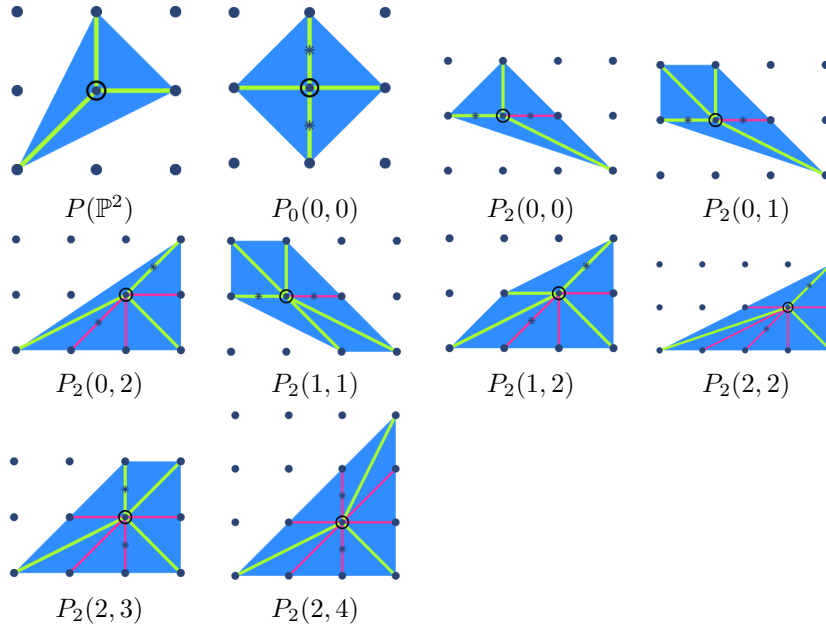 P(ℙ²)
P₀(0, 0)
P₂(0, 0)
P₂(0, 1)
P₂(0, 2)
P₂(1, 1)
P₂(1, 2)
P₂(2, 2)
P₂(2, 3)
P₂(2, 4)